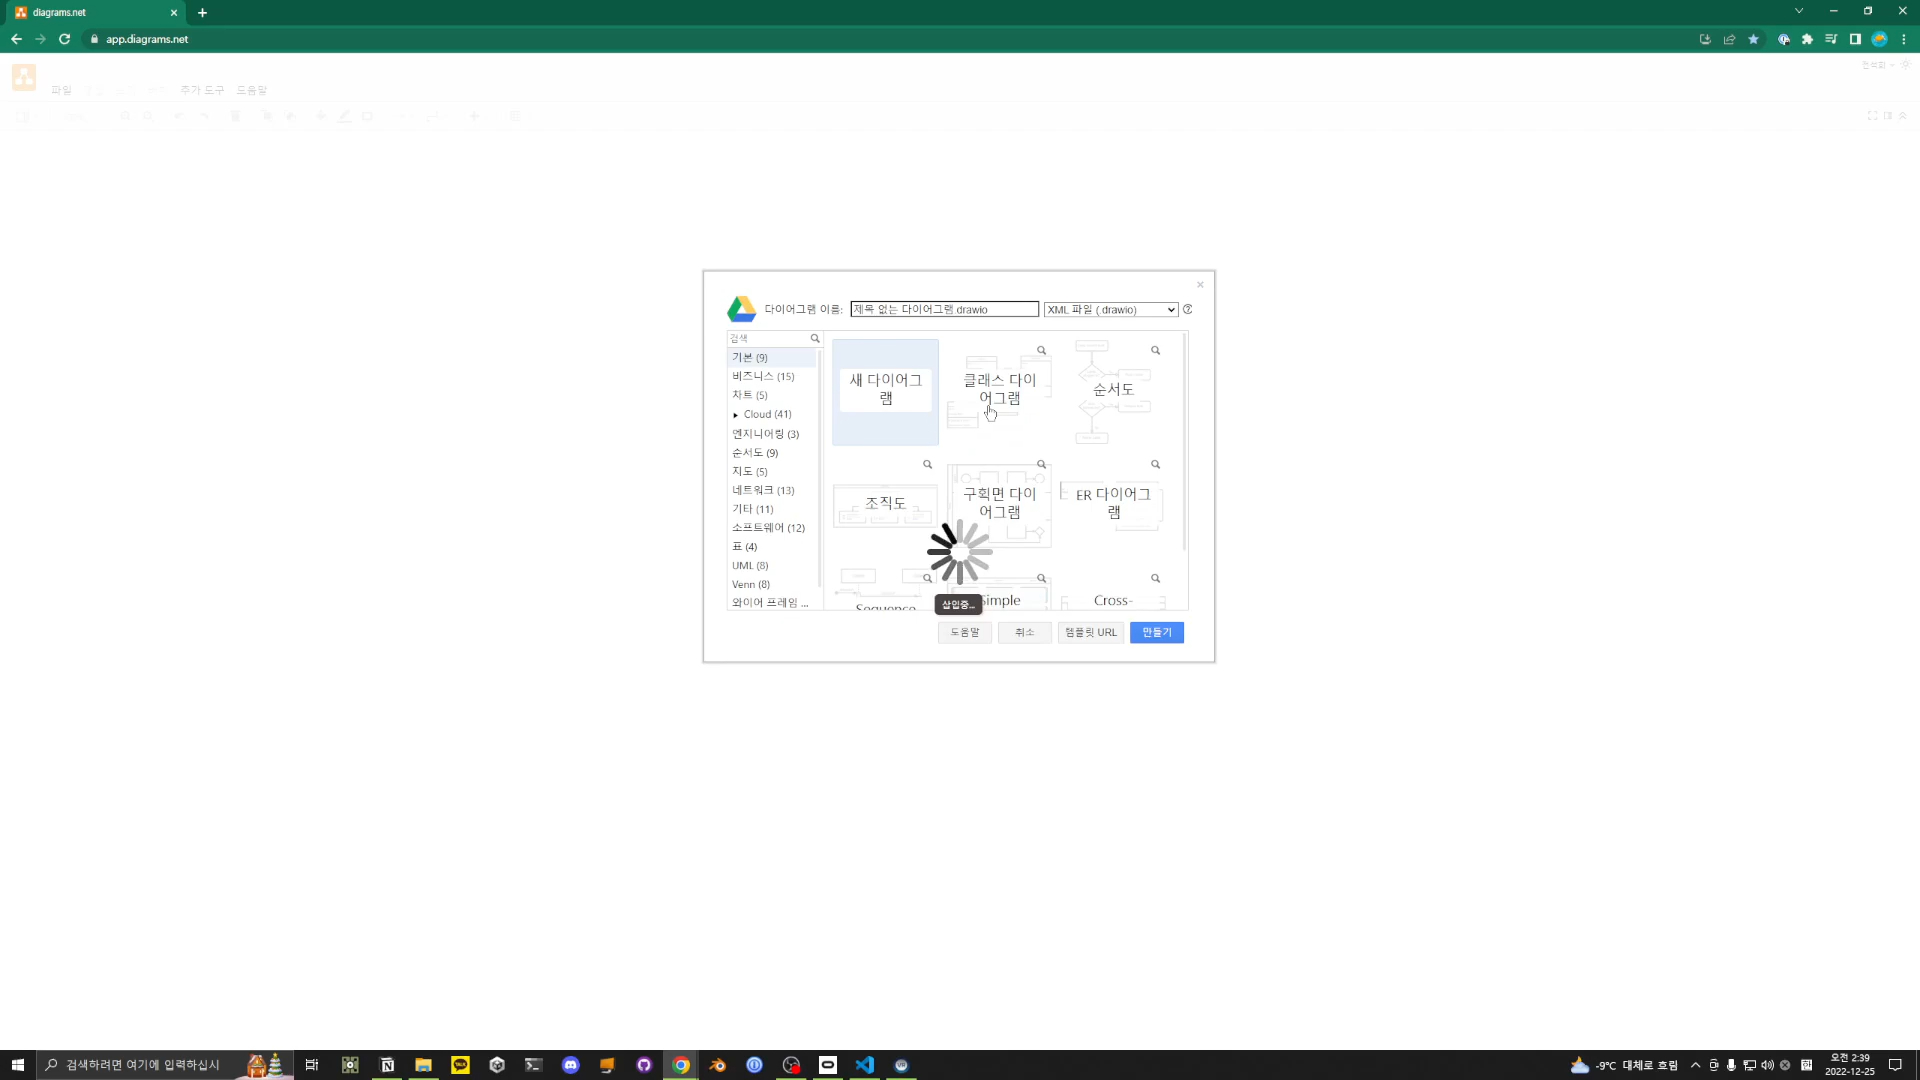 diagrams.net
app.diagrams.net
전석희
파일
추가 도구 도움말
다이어그램 이름: 제목 없는 다이어그램.drawio XML 파일 (.drawio)
검색
기본 (9)
비즈니스 (15)
차트 (5)
Cloud (41)
엔지니어링 (3)
순서도 (9)
지도 (5)
네트워크 (13)
기타 (11)
소프트웨어 (12)
표 (4)
UML (8)
Venn (8)
와이어 프레임 ...
새 다이어그
램
클래스 다이
어그램
순서도
조직도
구획면 다이
어그램
ER 다이어그
램
Sequence
Simple
Cross-
삽입중...
도움말 취소 템플릿 URL 만들기
검색하려면 여기에 입력하십시
TALK
-9°C 대체로 흐림
오전 2:39
2022-12-25